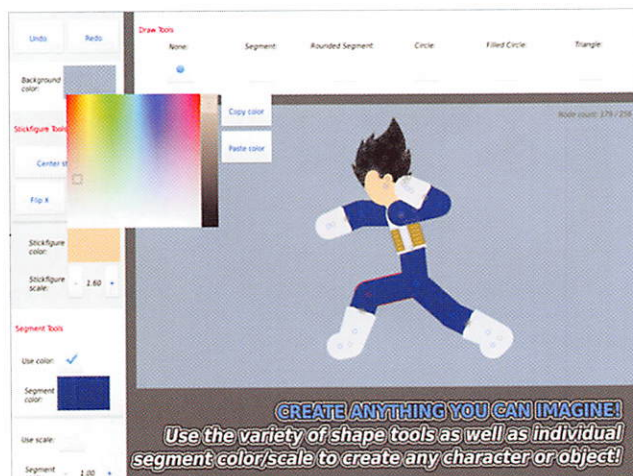 Undo Redo
Draw Tools
None: Segment: Rounded Segment: Circle: Filled Circle: Triangle:
Background
color:
Copy color
Paste color
Node count: 179 /
Stickfigure Tools
Center
Flip X
Stickfigure
color:
Stickfigure
scale: - 1.60 +
Segment Tools
Use color:
Segment
color:
Use scale:
Segment - 1.00 +
CREATE ANYTHING YOU CAN IMAGINE!
Use the variety of shape tools as well as individual
segment color/scale to create any character or object!